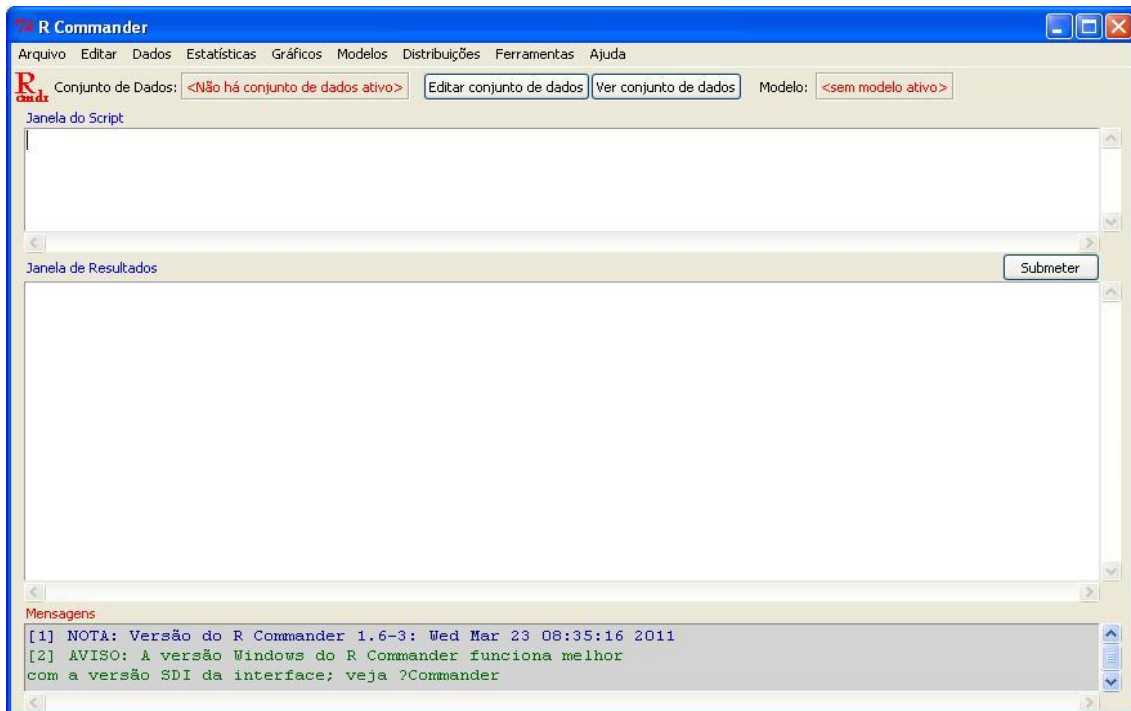 R Commander
Arquivo Editar Dados Estatísticas Gráficos Modelos Distribuições Ferramentas Ajuda
R cmdr Conjunto de Dados: <Não há conjunto de dados ativo> Editar conjunto de dados Ver conjunto de dados Modelo: <sem modelo ativo>
Janela do Script
Janela de Resultados Submeter
Mensagens
[1] NOTA: Versão do R Commander 1.6-3: Wed Mar 23 08:35:16 2011
[2] AVISO: A versão Windows do R Commander funciona melhor
com a versão SDI da interface; veja ?Commander